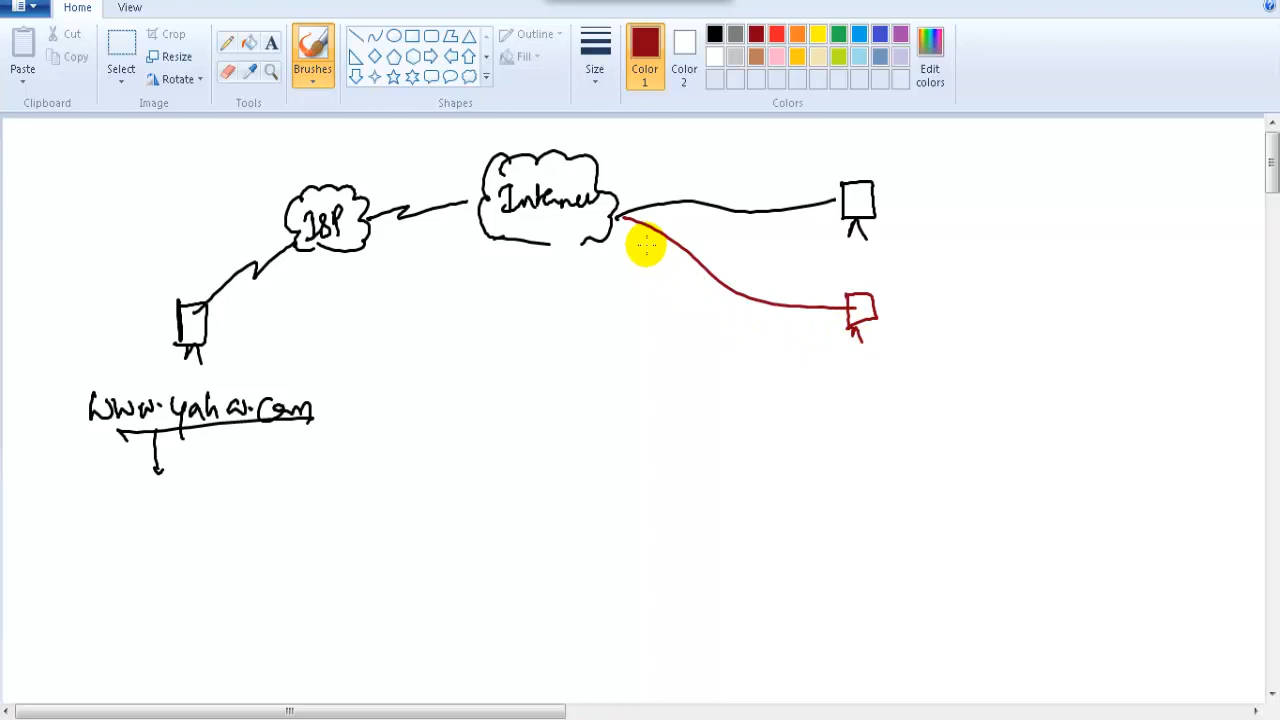 Home View
Paste
Cut
Copy
Clipboard
Select
Resize
Rotate
Image
A
Tools
Brushes
Outline
Fill
Shapes
Size
Color 1
Color 2
Edit colors
Colors
ISP
Internet
www.yahoo.com